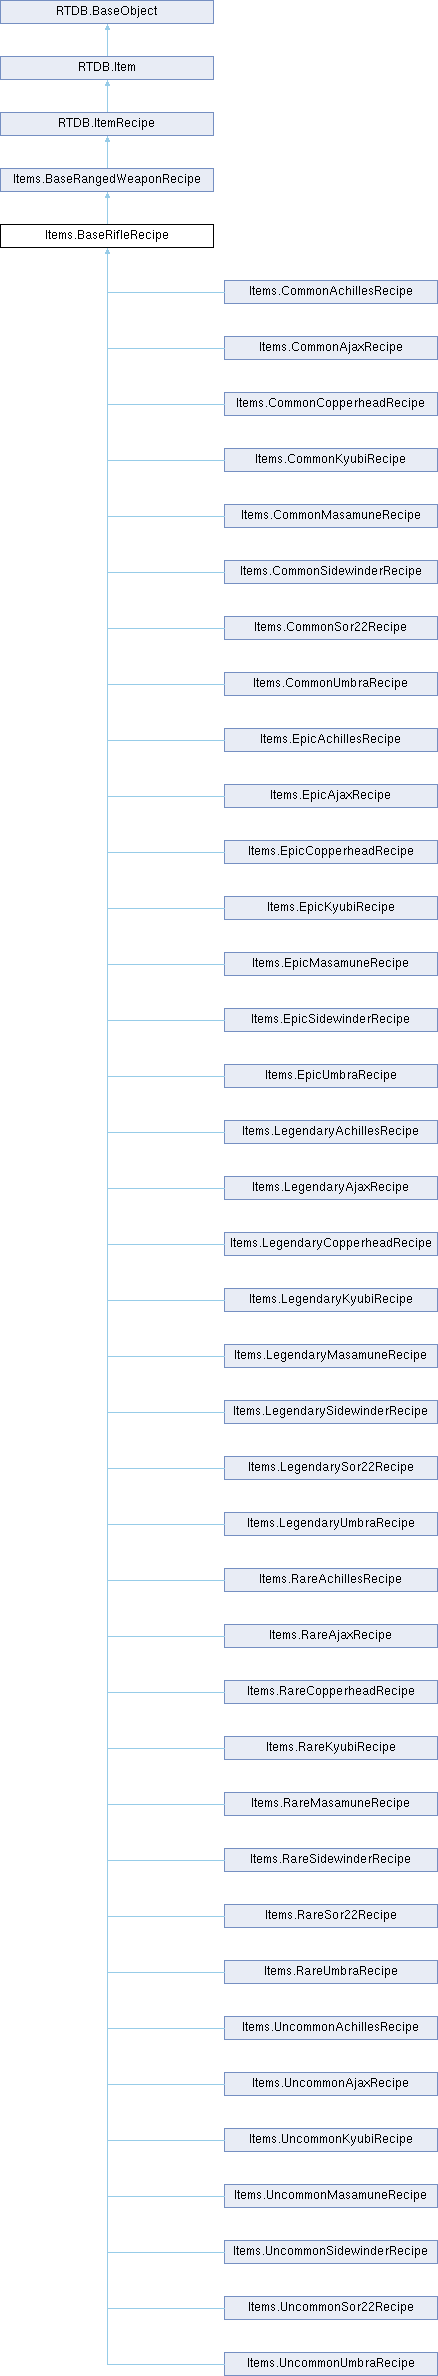 RTDB.BaseObject
RTDB.Item
RTDB.ItemRecipe
Items.BaseRangedWeaponRecipe
Items.BaseRifleRecipe
Items.CommonAchillesRecipe
Items.CommonAjaxRecipe
Items.CommonCopperheadRecipe
Items.CommonKyubiRecipe
Items.CommonMasamuneRecipe
Items.CommonSidewinderRecipe
Items.CommonSor22Recipe
Items.CommonUmbraRecipe
Items.EpicAchillesRecipe
Items.EpicAjaxRecipe
Items.EpicCopperheadRecipe
Items.EpicKyubiRecipe
Items.EpicMasamuneRecipe
Items.EpicSidewinderRecipe
Items.EpicUmbraRecipe
Items.LegendaryAchillesRecipe
Items.LegendaryAjaxRecipe
Items.LegendaryCopperheadRecipe
Items.LegendaryKyubiRecipe
Items.LegendaryMasamuneRecipe
Items.LegendarySidewinderRecipe
Items.LegendarySor22Recipe
Items.LegendaryUmbraRecipe
Items.RareAchillesRecipe
Items.RareAjaxRecipe
Items.RareCopperheadRecipe
Items.RareKyubiRecipe
Items.RareMasamuneRecipe
Items.RareSidewinderRecipe
Items.RareSor22Recipe
Items.RareUmbraRecipe
Items.UncommonAchillesRecipe
Items.UncommonAjaxRecipe
Items.UncommonKyubiRecipe
Items.UncommonMasamuneRecipe
Items.UncommonSidewinderRecipe
Items.UncommonSor22Recipe
Items.UncommonUmbraRecipe